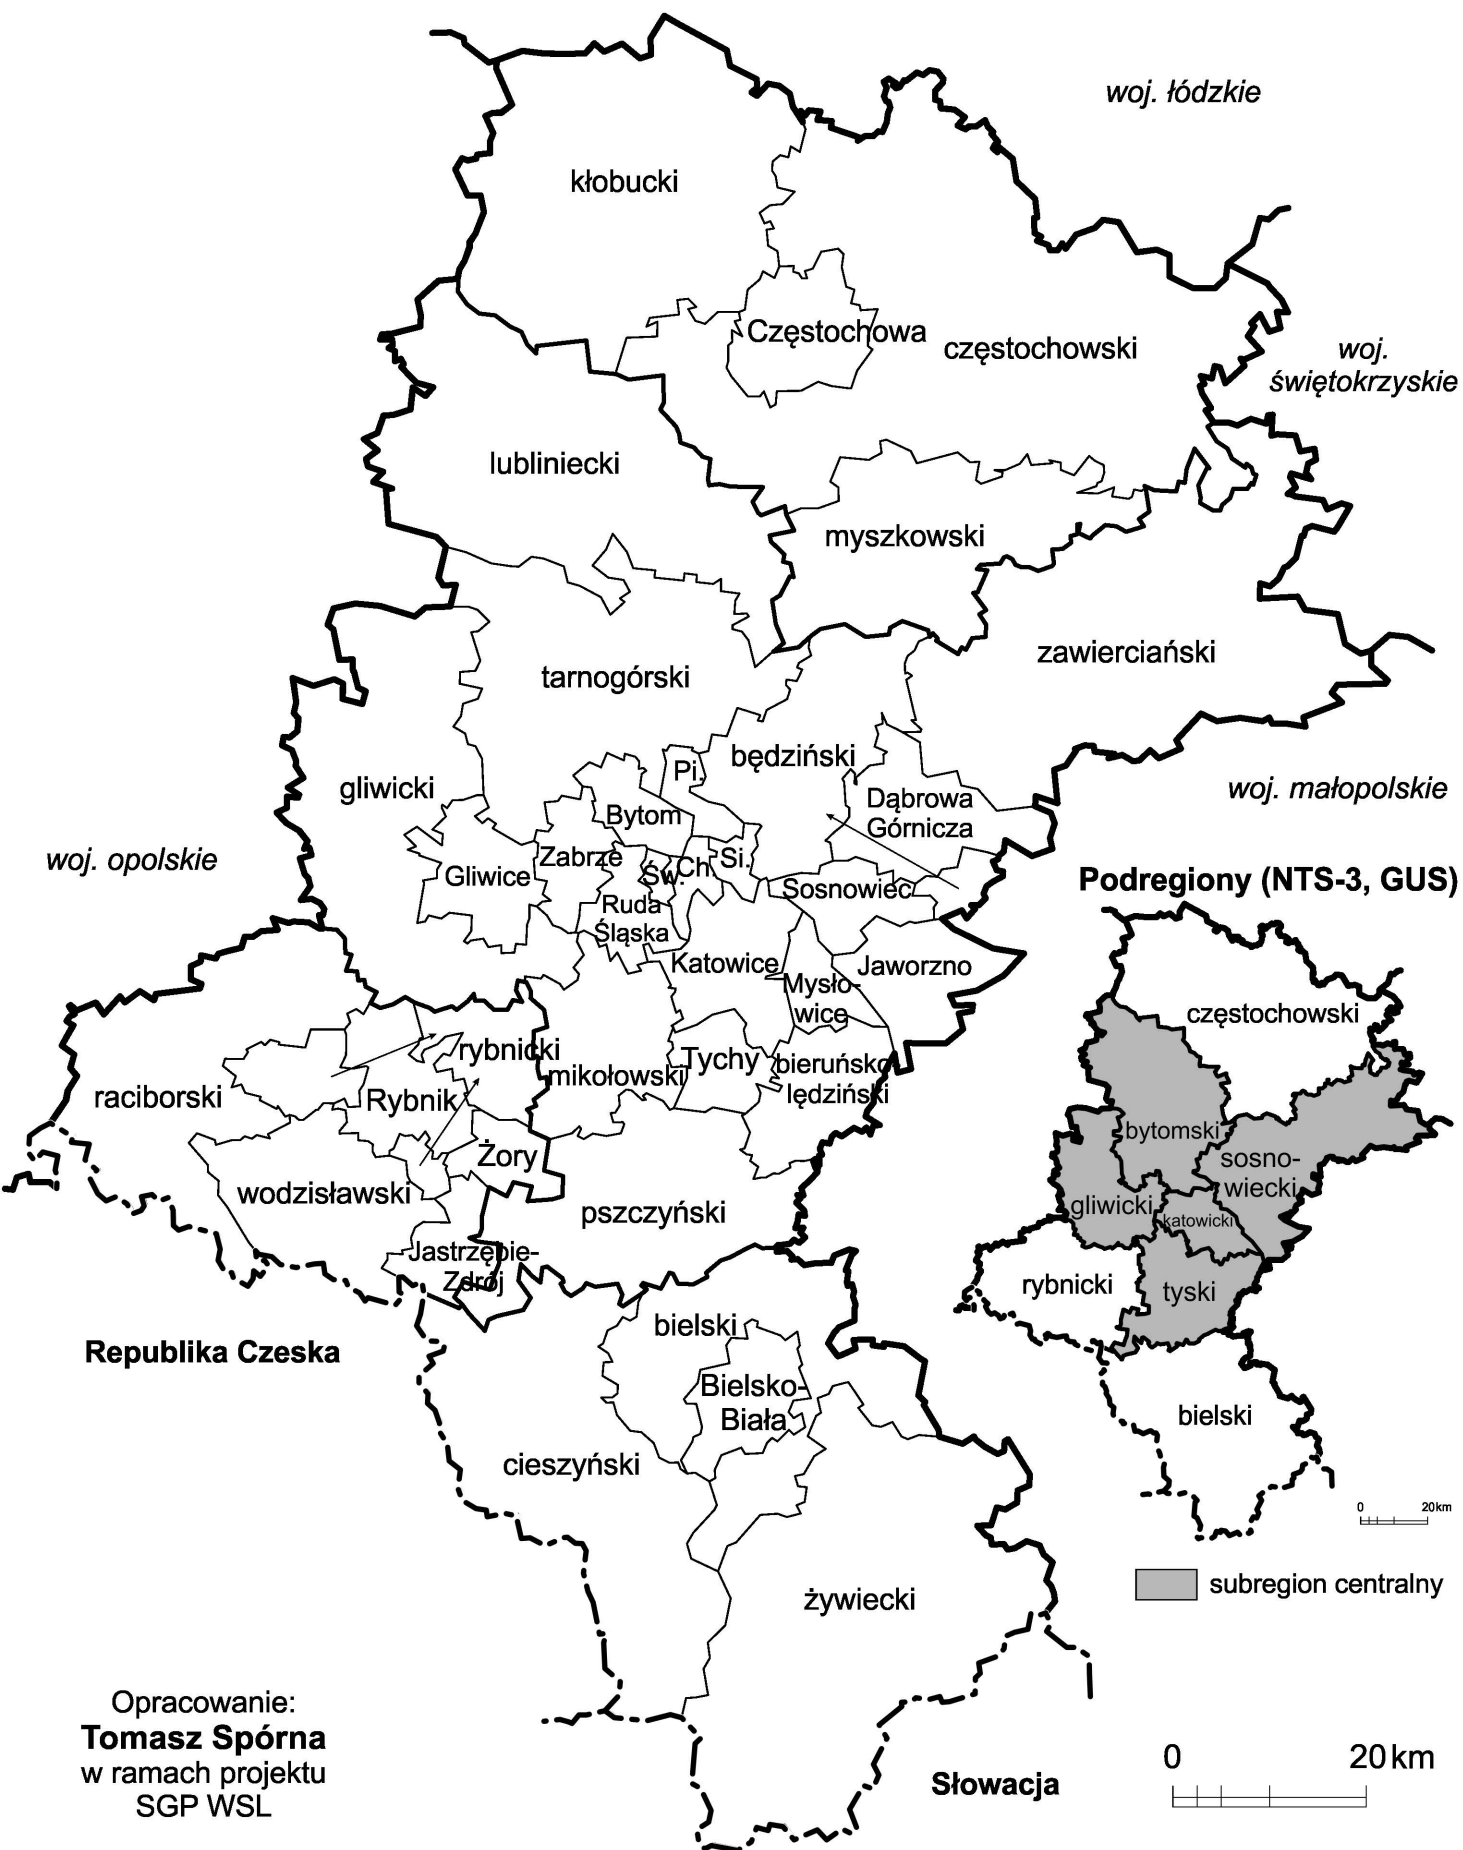 woj. łódzkie
kłobucki
Częstochowa
częstochowski
woj.
świętokrzyskie
lubliniecki
myszkowski
zawierciański
tarnogórski
będziński
Pi.
gliwicki
woj. małopolskie
Dąbrowa
Górnicza
Bytom
woj. opolskie
Zabrze
Gliwice
Św.
Ch.
Si.
Sosnowiec
Ruda
Śląska
Katowice
Mysło-
wice
Jaworzno
raciborski
Rybnik
rybnicki
mikołowski
Tychy
bieruńsko
lędziński
Żory
wodzisławski
pszczyński
Jastrzębie-
Zdrój
Republika Czeska
bielski
Bielsko-
Biała
cieszyński
żywiecki
Słowacja
Podregiony (NTS-3, GUS)
częstochowski
bytomski
sosno-
wiecki
gliwicki
katowicki
rybnicki
tyski
bielski
0 20km
subregion centralny
Opracowanie:
Tomasz Spórna
w ramach projektu
SGP WSL
0 20km